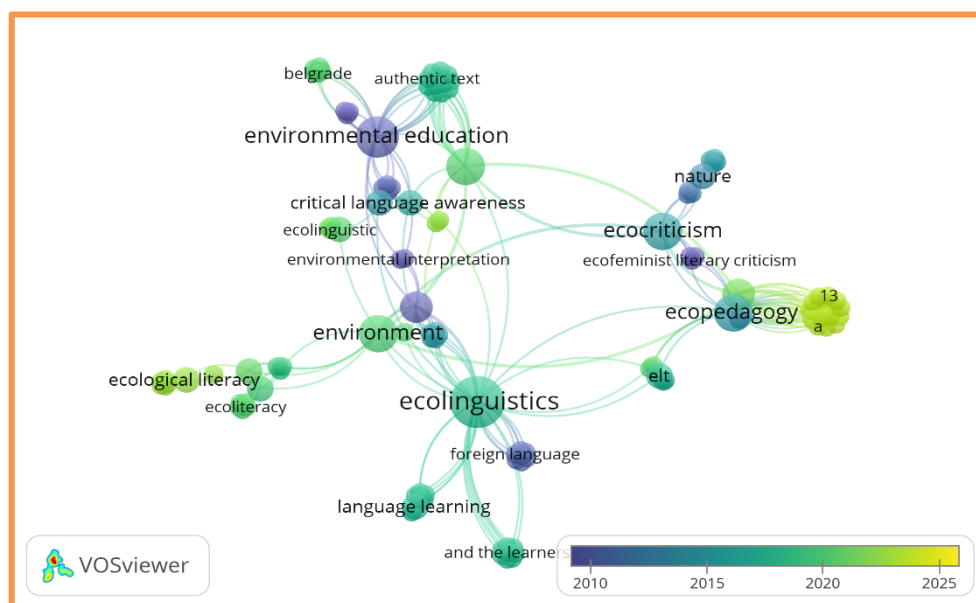 belgrade
authentic text
environmental education
nature
critical language awareness
ecolinguistic
ecocriticism
environmental interpretation
ecofeminist literary criticism
13
ecopedagogy
a
environment
ecological literacy
elt
ecoliteracy
ecolinguistics
foreign language
language learning
and the learners
VOSviewer
2010
2015
2020
2025